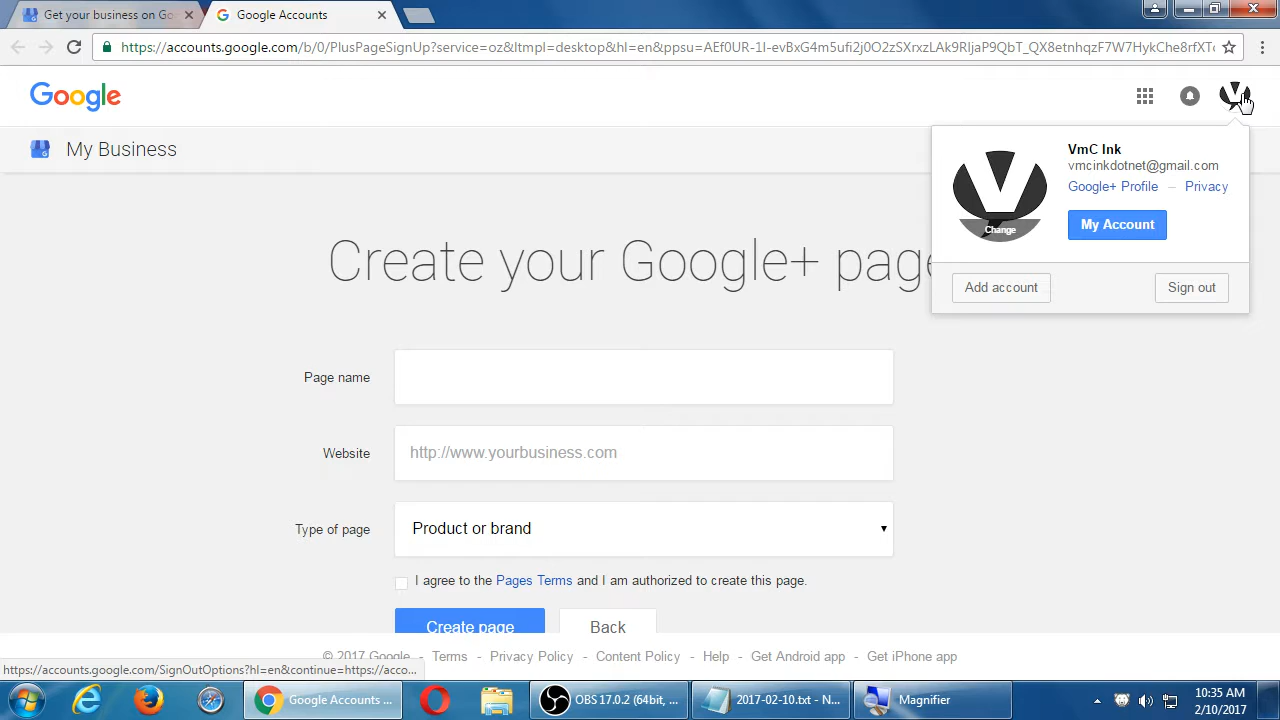 Get your business on Go
Google Accounts
https://accounts.google.com/b/0/PlusPageSignUp?service=oz&ltmpl=desktop&hl=en&ppsu=
Google
My Business
VmC Ink
vmcinkdotnet@gmail.com
Google+ Profile – Privacy
Change
My Account
Add account
Sign out
Create your Google+ page
Page name
Website
http://www.yourbusiness.com
Type of page
Product or brand
I agree to the Pages Terms and I am authorized to create this page.
Create page
Back
© 2017 Google - Terms - Privacy Policy - Content Policy - Help - Get Android app - Get iPhone app
https://accounts.google.com/SignOutOptions?hl=en&continue=https://acco...
Google Accounts ...
OBS 17.0.2 (64bit, ...
2017-02-10.txt - N...
Magnifier
10:35 AM
2/10/2017